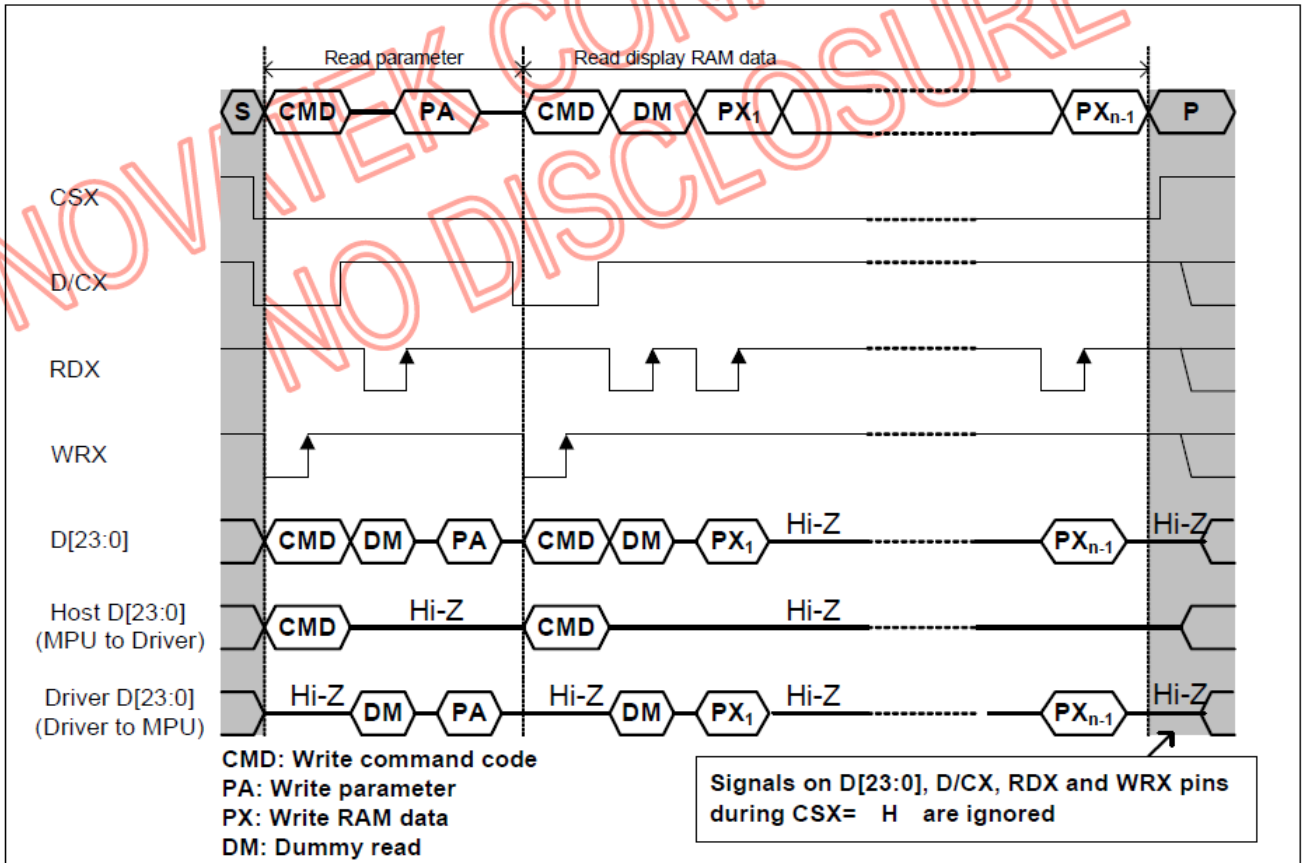 NOVATEK CON
NO DISCLOSURE
Read parameter Read display RAM data
S CMD PA CMD DM PX1 PXn-1 P
CSX
D/CX
RDX
WRX
D[23:0] CMD DM PA CMD DM PX1 Hi-Z PXn-1 Hi-Z
Host D[23:0]
(MPU to Driver) CMD Hi-Z CMD Hi-Z
Driver D[23:0]
(Driver to MPU) Hi-Z DM PA Hi-Z DM PX1 Hi-Z PXn-1 Hi-Z
CMD: Write command code
PA: Write parameter
PX: Write RAM data
DM: Dummy read
Signals on D[23:0], D/CX, RDX and WRX pins
during CSX= H are ignored